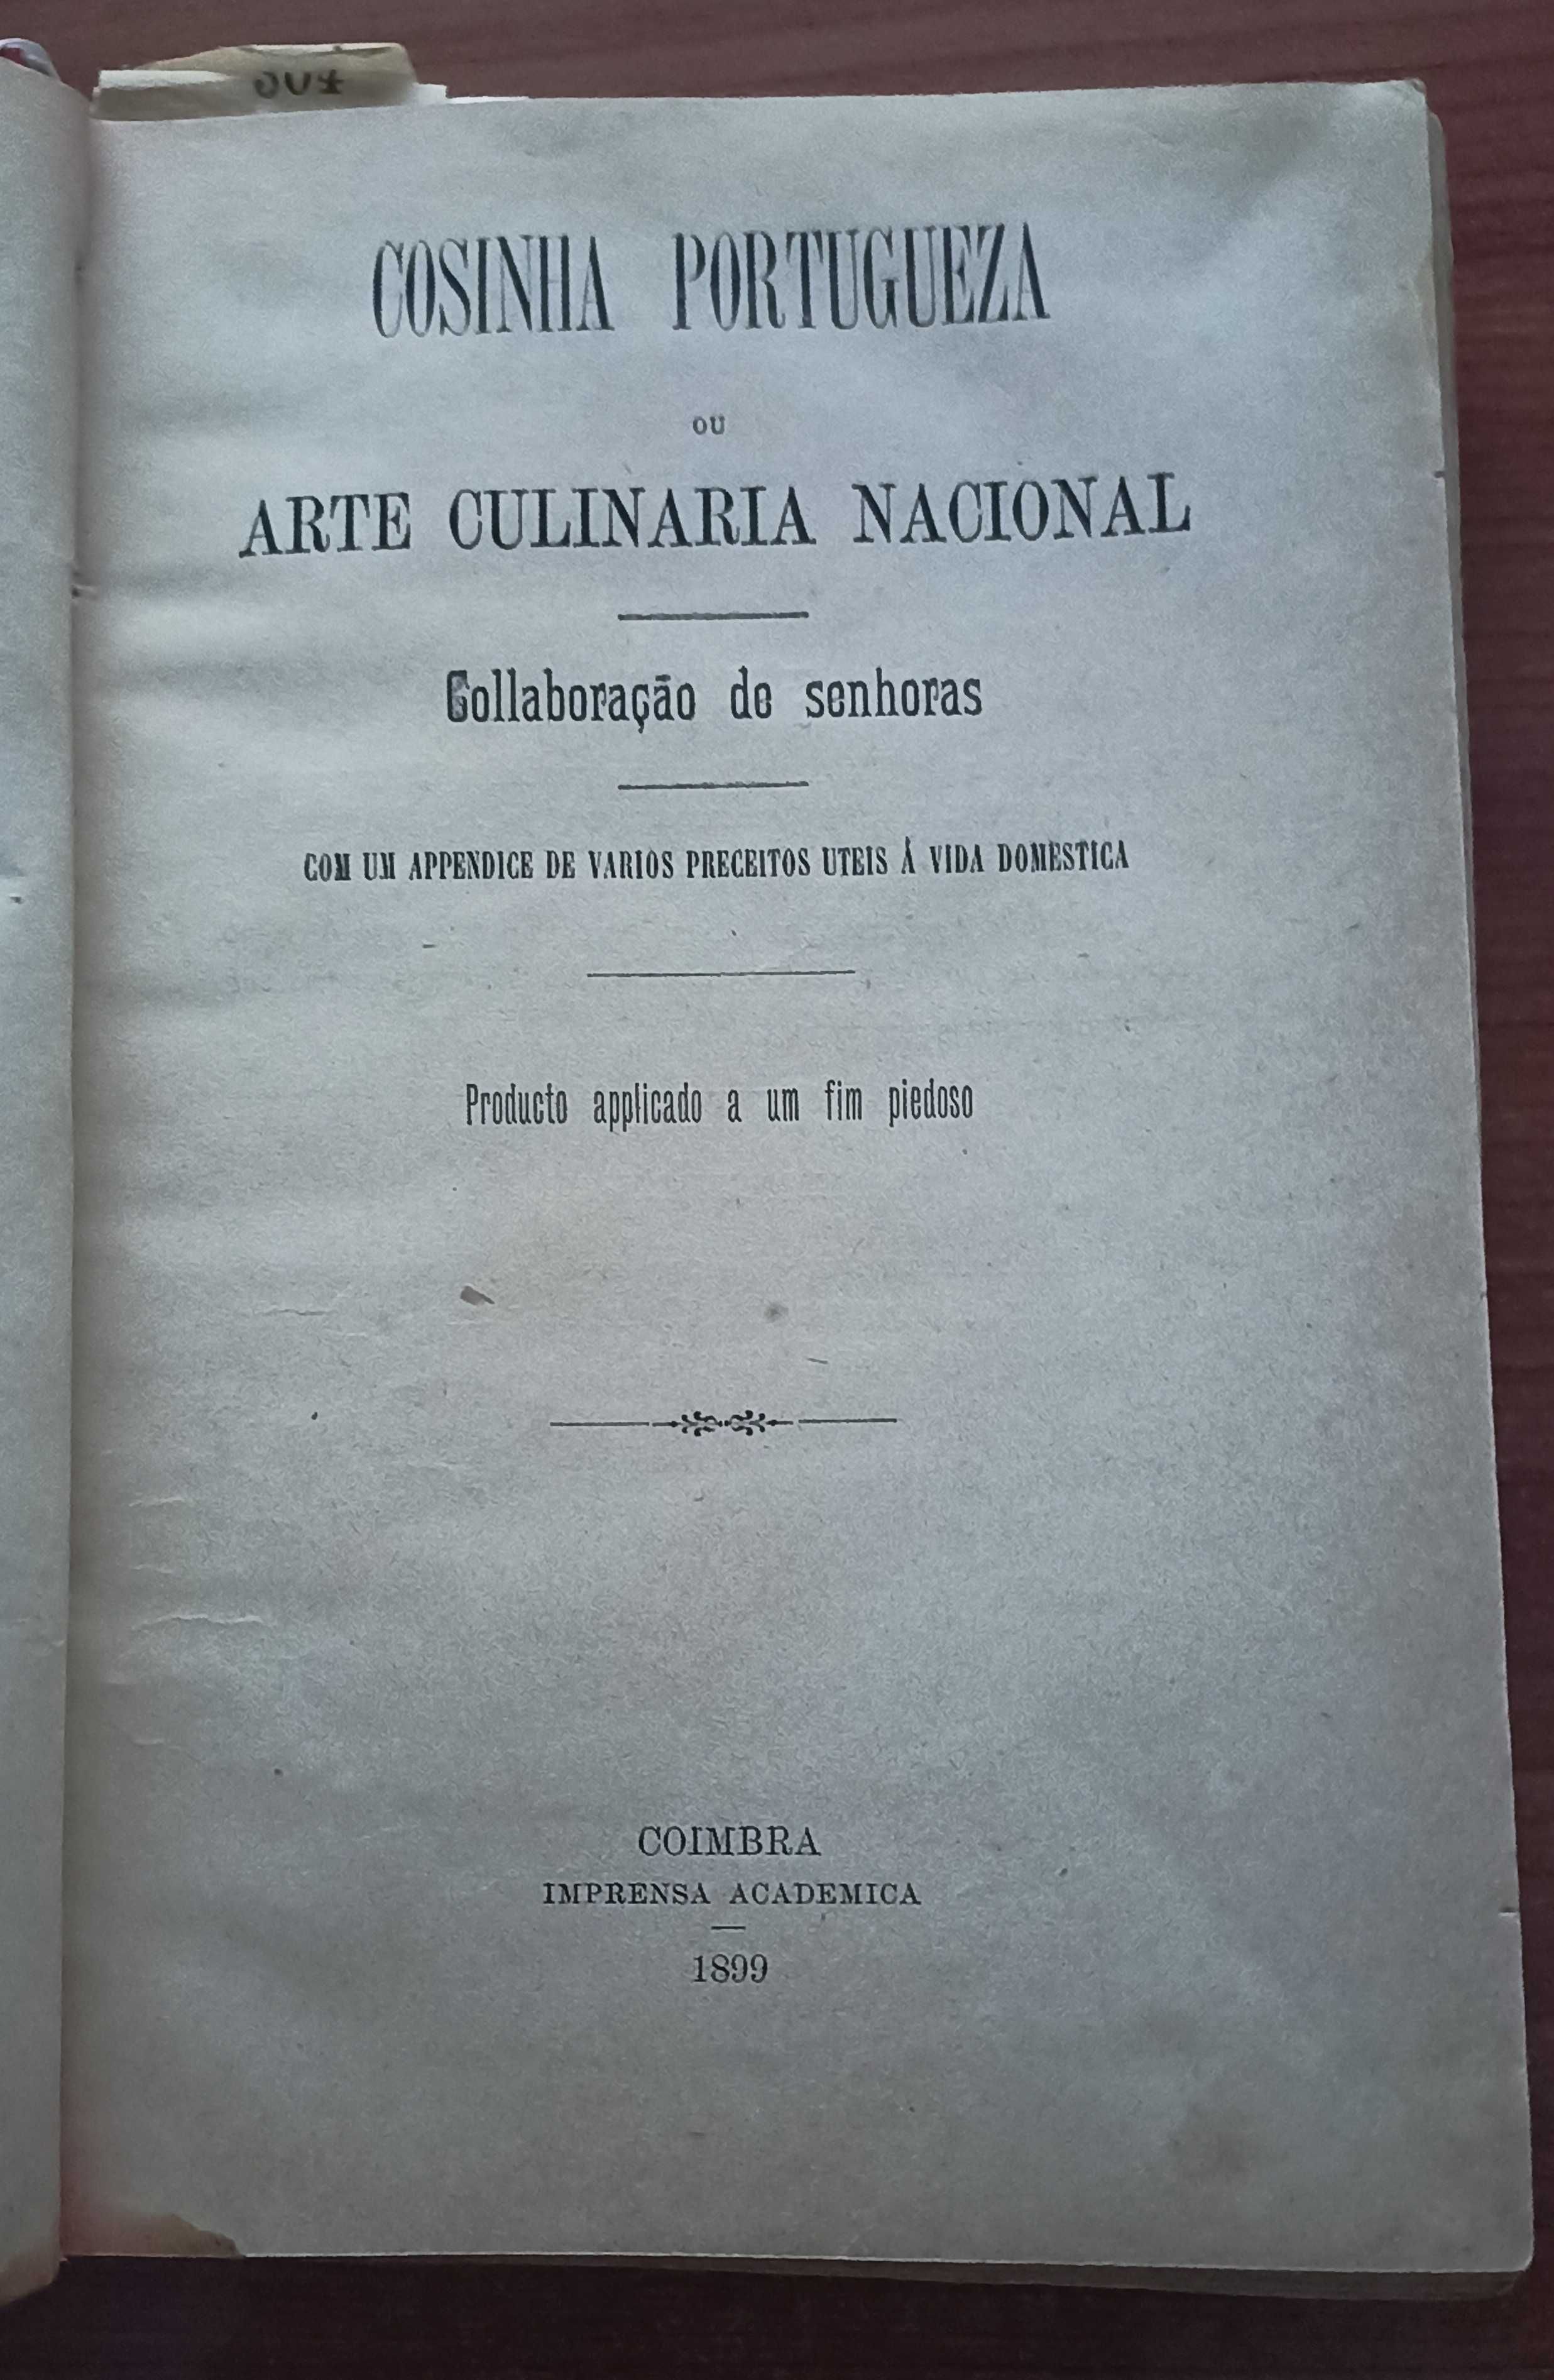 COSINHA PORTUGUEZA
OU
ARTE CULINARIA NACIONAL
Collaboração de senhoras
COM UM APPENDICE DE VARIOS PRECEITOS UTEIS Á VIDA DOMESTICA
Producto applicado a um fim piedoso
COIMBRA
IMPRENSA ACADEMICA
1899